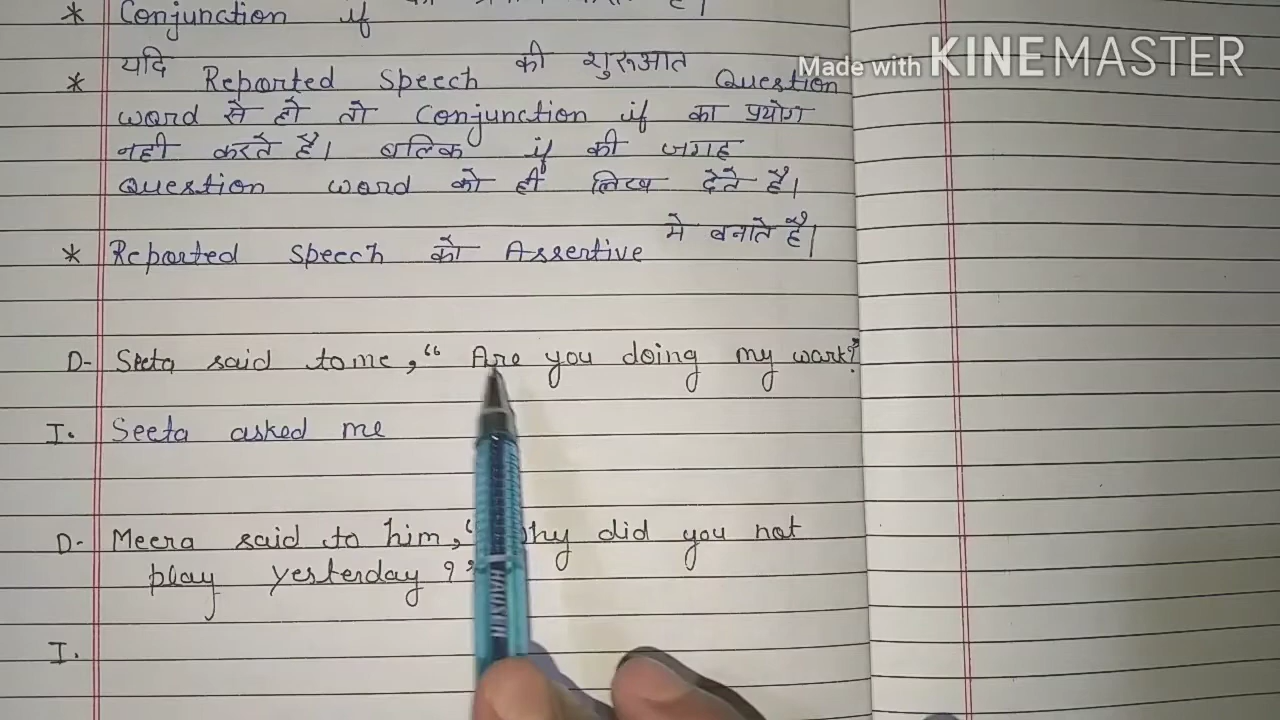 * Conjunction if
Made with KINEMASTER
* यदि Reported Speech की शुरूआत Question
word से हो तो Conjunction if का प्रयोग
नही करते है। बल्कि if की जगह
Question word को ही लिख देते है।
* Reported Speech को Assertive मे बनाते है।
D- Seeta said to me, “ Are you doing my work?”
I. Seeta asked me
D- Meera said to him, “ hy did you not
play yesterday ?”
I.
HAUSER